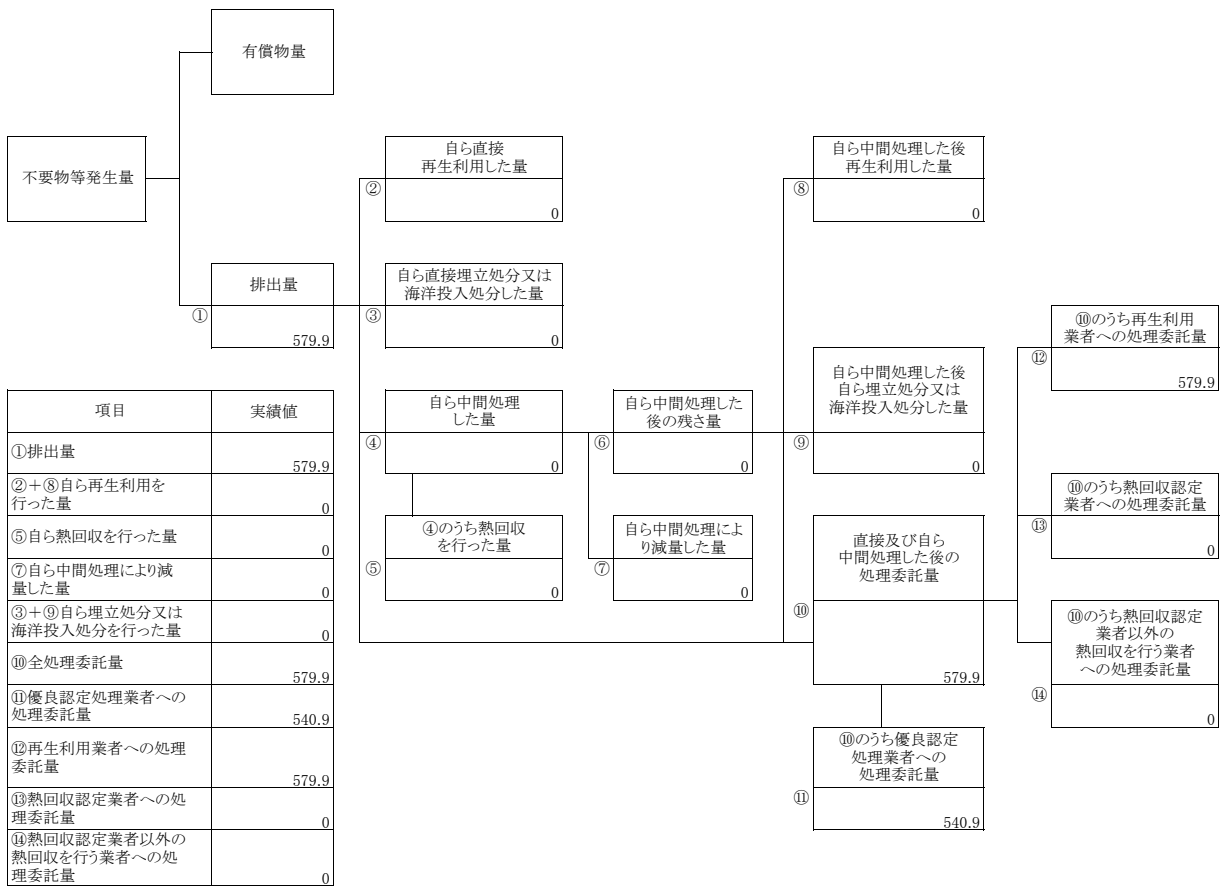 有償物量
不要物等発生量
自ら直接
再生利用した量
②
0
自ら中間処理した後
再生利用した量
⑧
0
排出量
①
579.9
自ら直接埋立処分又は
海洋投入処分した量
③
0
⑩のうち再生利用
業者への処理委託量
⑫
579.9
自ら中間処理した後
自ら埋立処分又は
海洋投入処分した量
⑨
0
自ら中間処理
した量
④
0
自ら中間処理した
後の残さ量
⑥
0
⑩のうち熱回収認定
業者への処理委託量
⑬
0
④のうち熱回収
を行った量
⑤
0
自ら中間処理によ
り減量した量
⑦
0
直接及び自ら
中間処理した後の
処理委託量
⑩
579.9
⑩のうち熱回収認定
業者以外の
熱回収を行う業者
への処理委託量
⑭
0
⑩のうち優良認定
処理業者への
処理委託量
⑪
540.9
項目 実績値
①排出量
579.9
②+⑧自ら再生利用を
行った量
0
⑤自ら熱回収を行った量
0
⑦自ら中間処理により減
量した量
0
③+⑨自ら埋立処分又は
海洋投入処分を行った量
0
⑩全処理委託量
579.9
⑪優良認定処理業者への
処理委託量
540.9
⑫再生利用業者への処理
委託量
579.9
⑬熱回収認定業者への処
理委託量
0
⑭熱回収認定業者以外の
熱回収を行う業者への処
理委託量
0